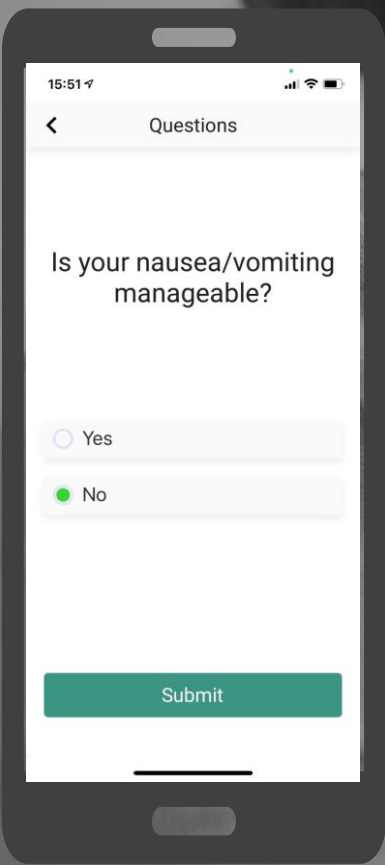 15:51
Questions
Is your nausea/vomiting
manageable?
Yes
No
Submit